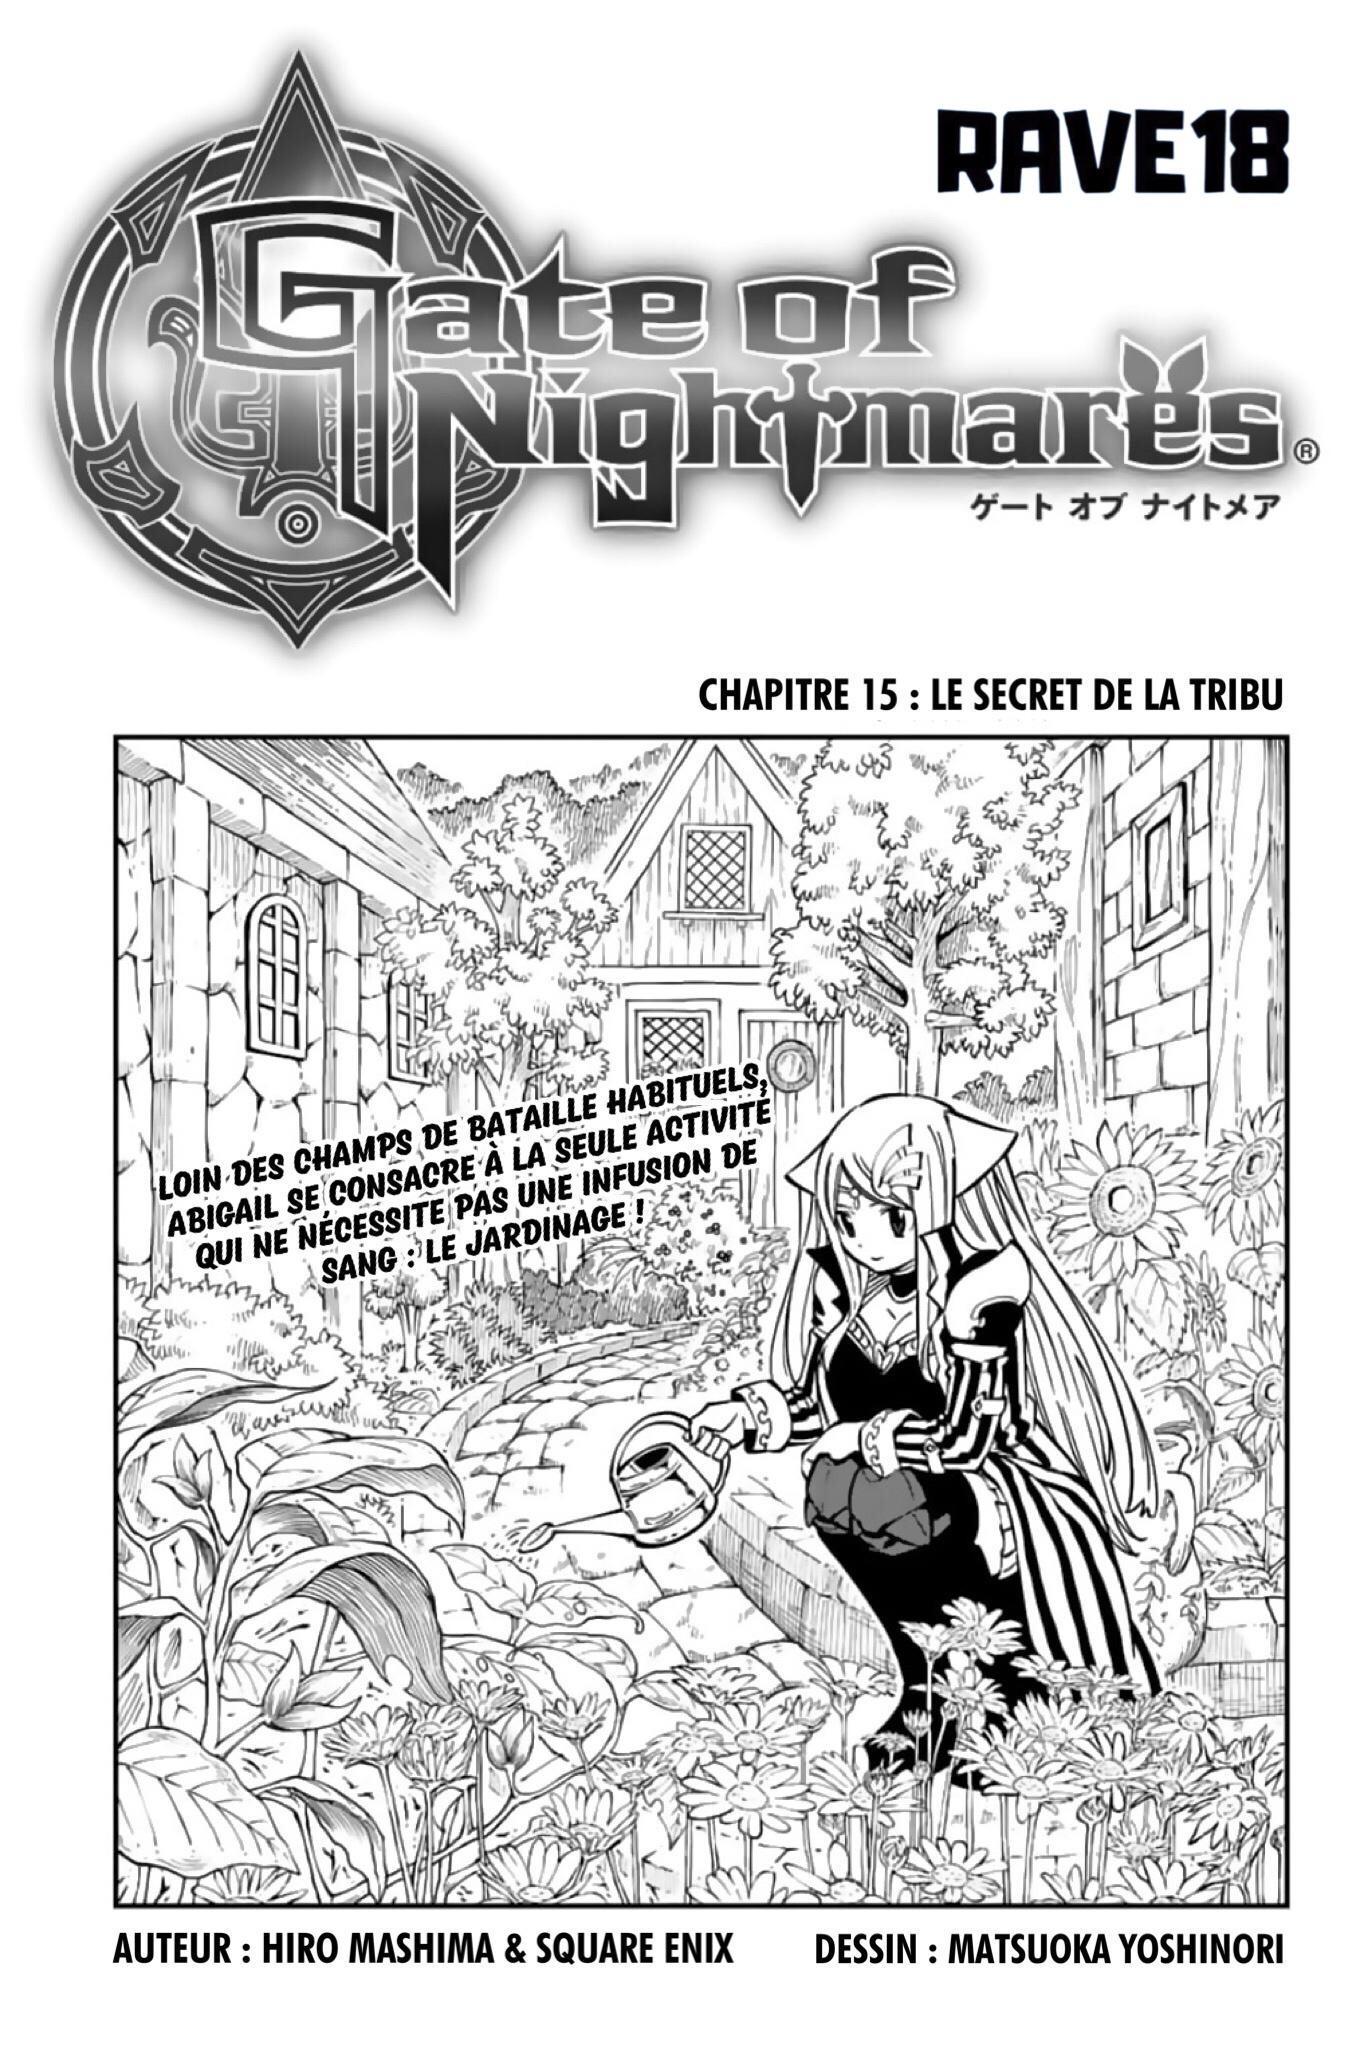 RAVE18
Gate of
Nightmares®
ゲート オブ ナイトメア
CHAPITRE 15 : LE SECRET DE LA TRIBU
LOIN DES CHAMPS DE BATAILLE HABITUELS,
ABIGAIL SE CONSACRE À LA SEULE ACTIVITÉ
QUI NE NÉCESSITE PAS UNE INFUSION DE
SANG : LE JARDINAGE !
AUTEUR : HIRO MASHIMA & SQUARE ENIX
DESSIN : MATSUOKA YOSHINORI